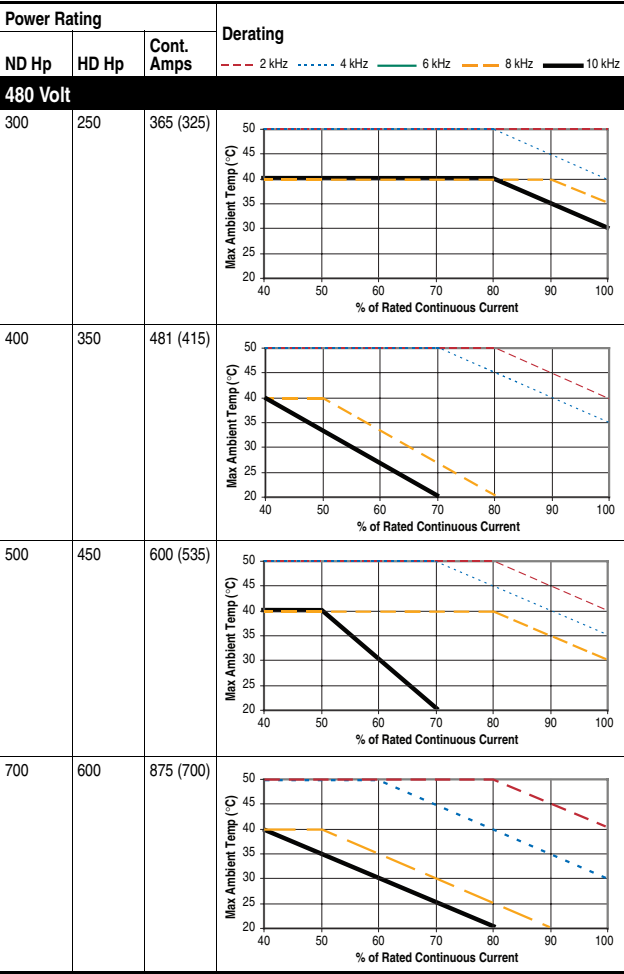 Power Rating
Derating
ND Hp HD Hp Cont. Amps
2 kHz 4 kHz 6 kHz 8 kHz 10 kHz
480 Volt
300 250 365 (325)
Max Ambient Temp (°C)
50
45
40
35
30
25
20
40 50 60 70 80 90 100
% of Rated Continuous Current
400 350 481 (415)
Max Ambient Temp (°C)
50
45
40
35
30
25
20
40 50 60 70 80 90 100
% of Rated Continuous Current
500 450 600 (535)
Max Ambient Temp (°C)
50
45
40
35
30
25
20
40 50 60 70 80 90 100
% of Rated Continuous Current
700 600 875 (700)
Max Ambient Temp (°C)
50
45
40
35
30
25
20
40 50 60 70 80 90 100
% of Rated Continuous Current